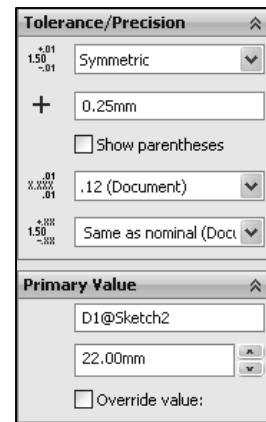 Tolerance/Precision
1.50 +.01 -.01
Symmetric
+
0.25mm
Show parentheses
X.XXX .01 .01
.12 (Document)
1.50 +.XX -.XX
Same as nominal (Docu
Primary Value
D1@Sketch2
22.00mm
Override value: